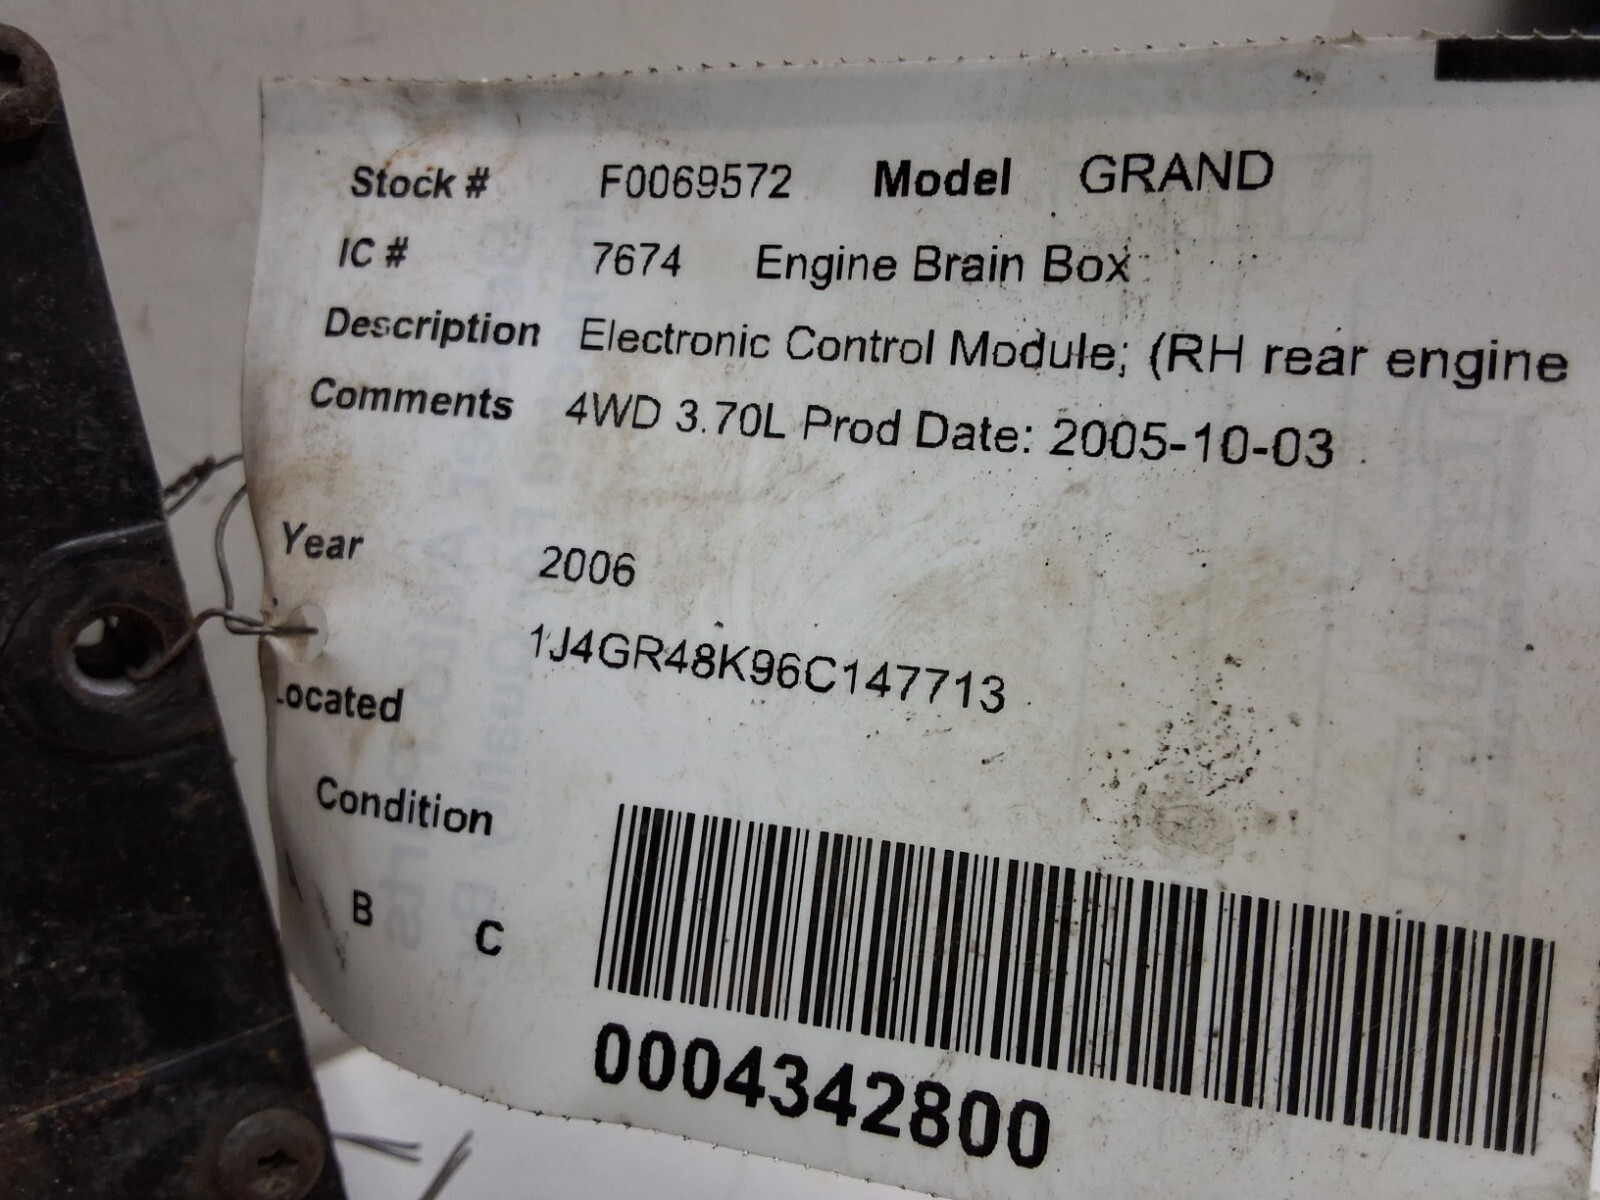 Stock # F0069572 Model GRAND
IC # 7674 Engine Brain Box
Description Electronic Control Module; (RH rear engine
Comments 4WD 3.70L Prod Date: 2005-10-03
Year 2006
1J4GR48K96C147713
Located
Condition
B C
0004342800